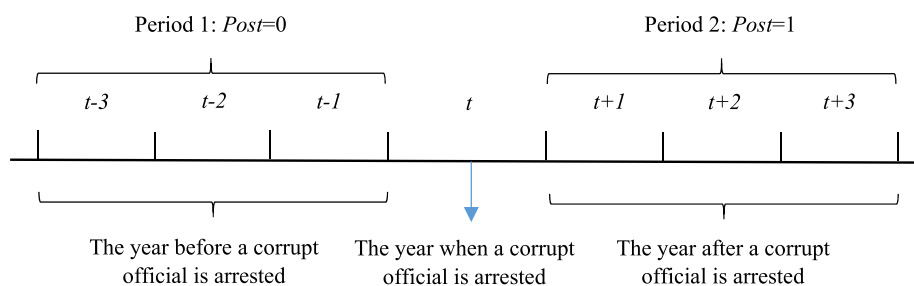 Period 1: Post=0
Period 2: Post=1
t-3
t-2
t-1
t
t+1
t+2
t+3
The year before a corrupt
official is arrested
The year when a corrupt
official is arrested
The year after a corrupt
official is arrested